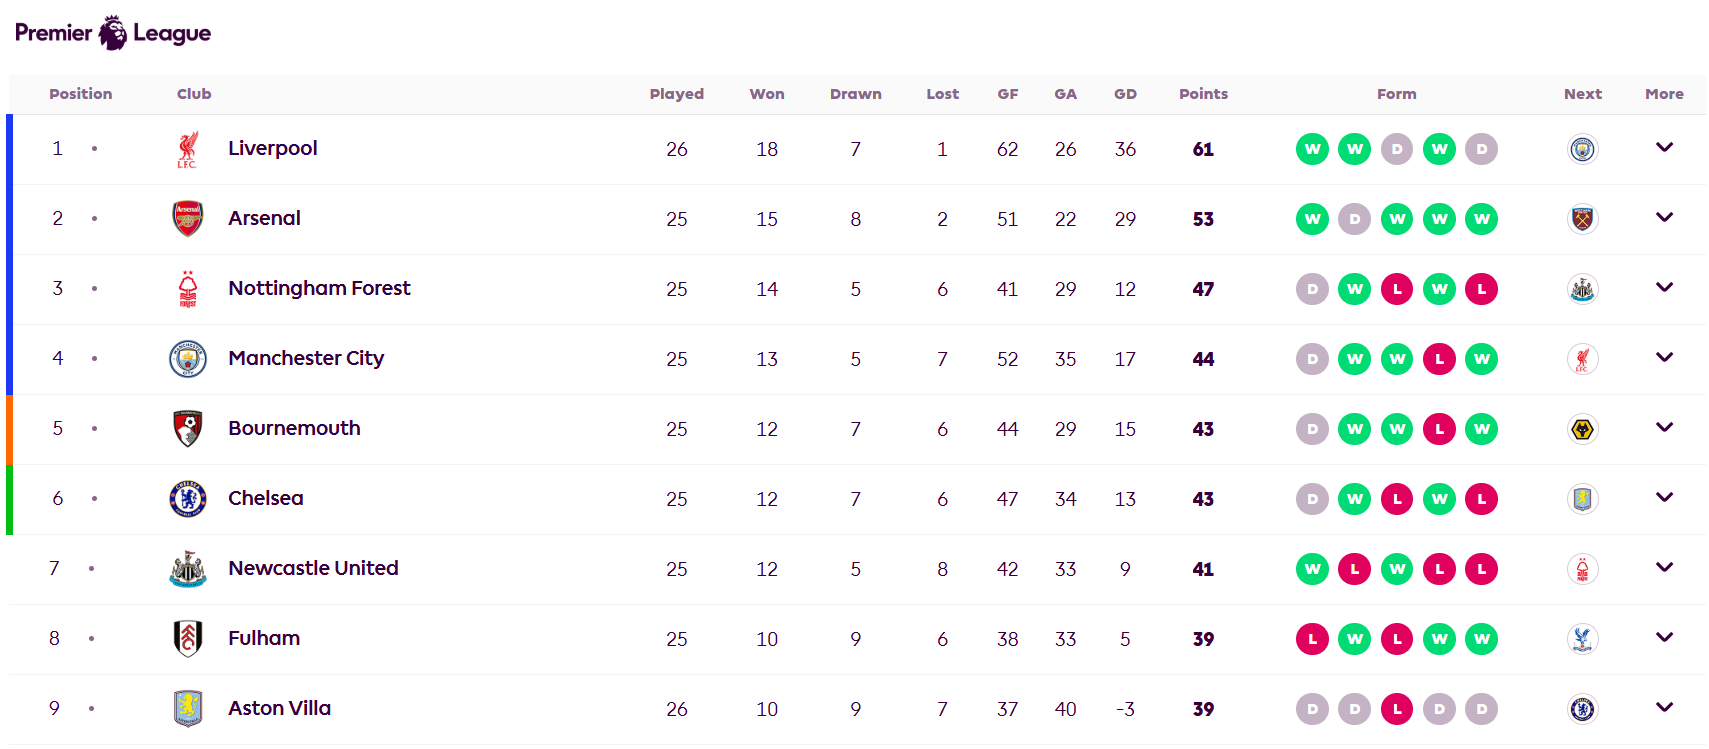 Premier League
Position Club Played Won Drawn Lost GF GA GD Points Form Next More
1 Liverpool 26 18 7 1 62 26 36 61 W W D W D
2 Arsenal 25 15 8 2 51 22 29 53 W D W W W
3 Nottingham Forest 25 14 5 6 41 29 12 47 D W L W L
4 Manchester City 25 13 5 7 52 35 17 44 D W W L W
5 Bournemouth 25 12 7 6 44 29 15 43 D W W L W
6 Chelsea 25 12 7 6 47 34 13 43 D W L W L
7 Newcastle United 25 12 5 8 42 33 9 41 W L W L L
8 Fulham 25 10 9 6 38 33 5 39 L W L W W
9 Aston Villa 26 10 9 7 37 40 -3 39 D D L D D